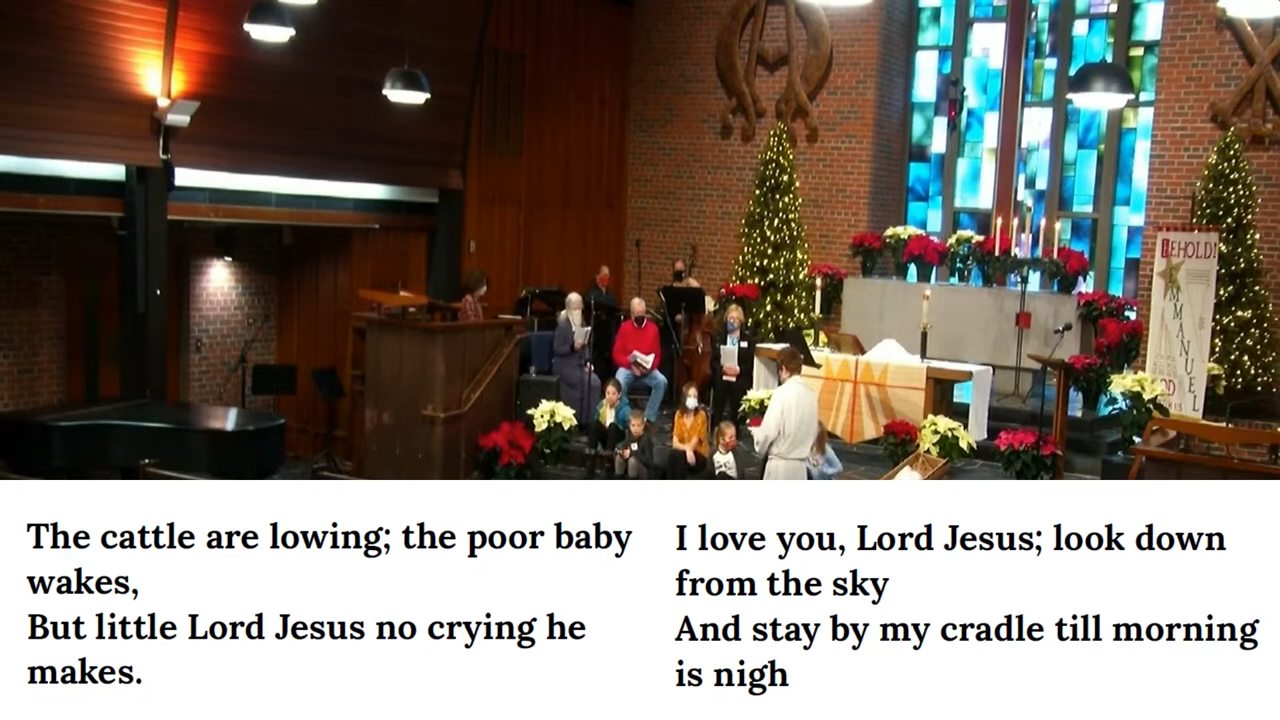 BEHOLD!
EMMANUEL
The cattle are lowing; the poor baby
wakes,
But little Lord Jesus no crying he
makes.
I love you, Lord Jesus; look down
from the sky
And stay by my cradle till morning
is nigh